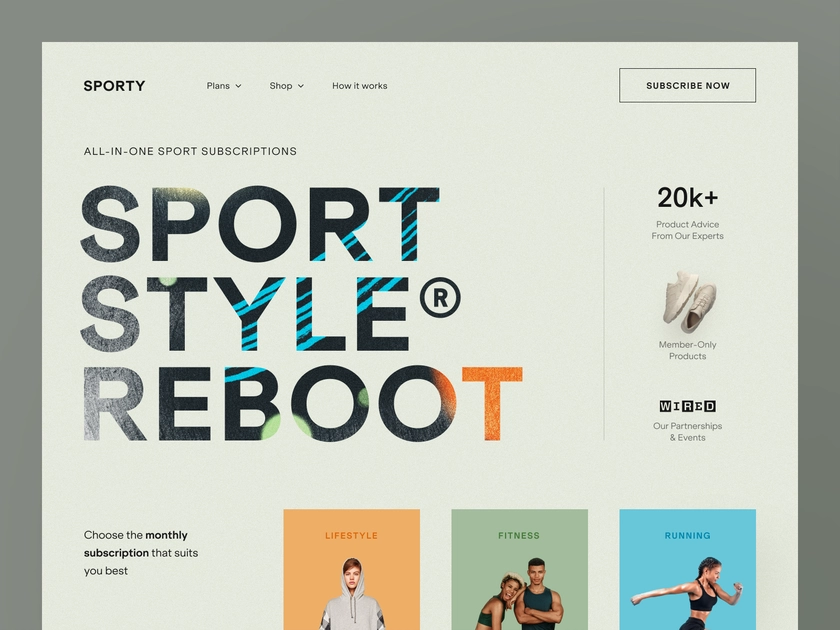 SPORTY
Plans
Shop
How it works
SUBSCRIBE NOW
ALL-IN-ONE SPORT SUBSCRIPTIONS
SPORT
STYLE®
REBOOT
20k+
Product Advice
From Our Experts
Member-Only
Products
WIRED
Our Partnerships
& Events
Choose the monthly
subscription that suits
you best
LIFESTYLE
FITNESS
RUNNING